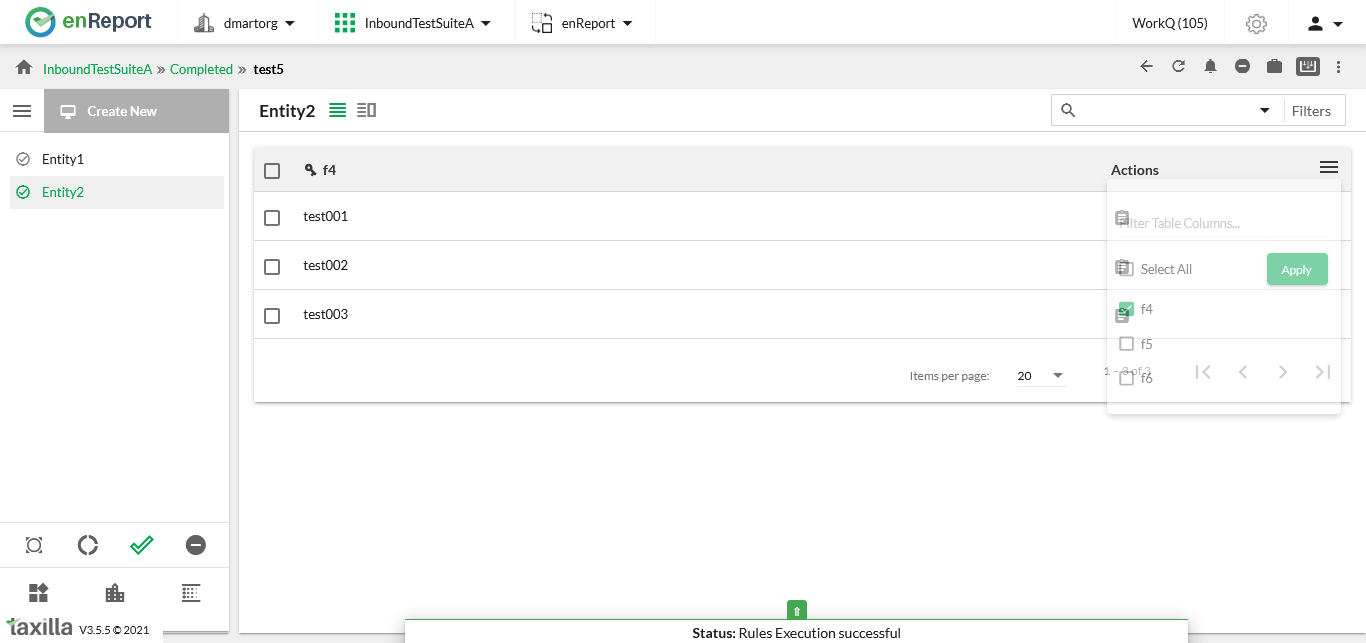 enReport dmartorg InboundTestSuiteA enReport WorkQ (105)
InboundTestSuiteA » Completed » test5
Create New
Entity2
Filters
Entity1
Entity2
f4 Actions
test001
Filter Table Columns...
test002
Select All Apply
test003
f4
f5
Items per page: 20 1 – 3 of 3
f6
taxilla V3.5.5 © 2021
Status: Rules Execution successful